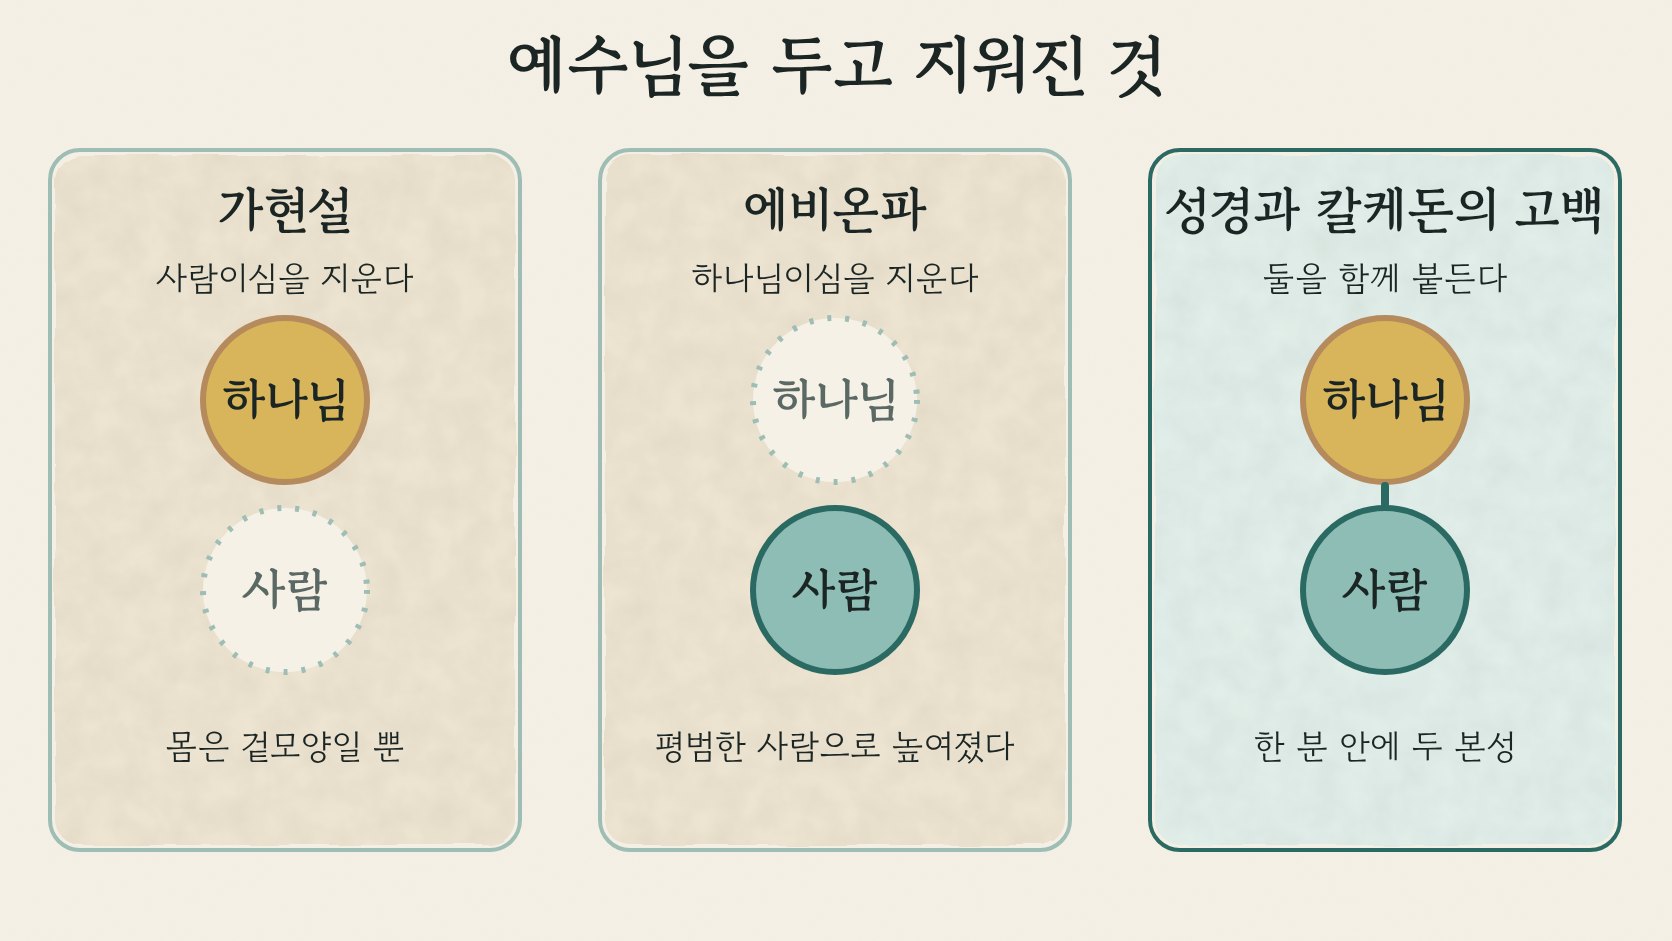 예수님을 두고 지워진 것
가현설
사람이심을 지운다
하나님
사람
몸은 겉모양일 뿐
에비온파
하나님이심을 지운다
하나님
사람
평범한 사람으로 높여졌다
성경과 칼케돈의 고백
둘을 함께 붙든다
하나님
사람
한 분 안에 두 본성